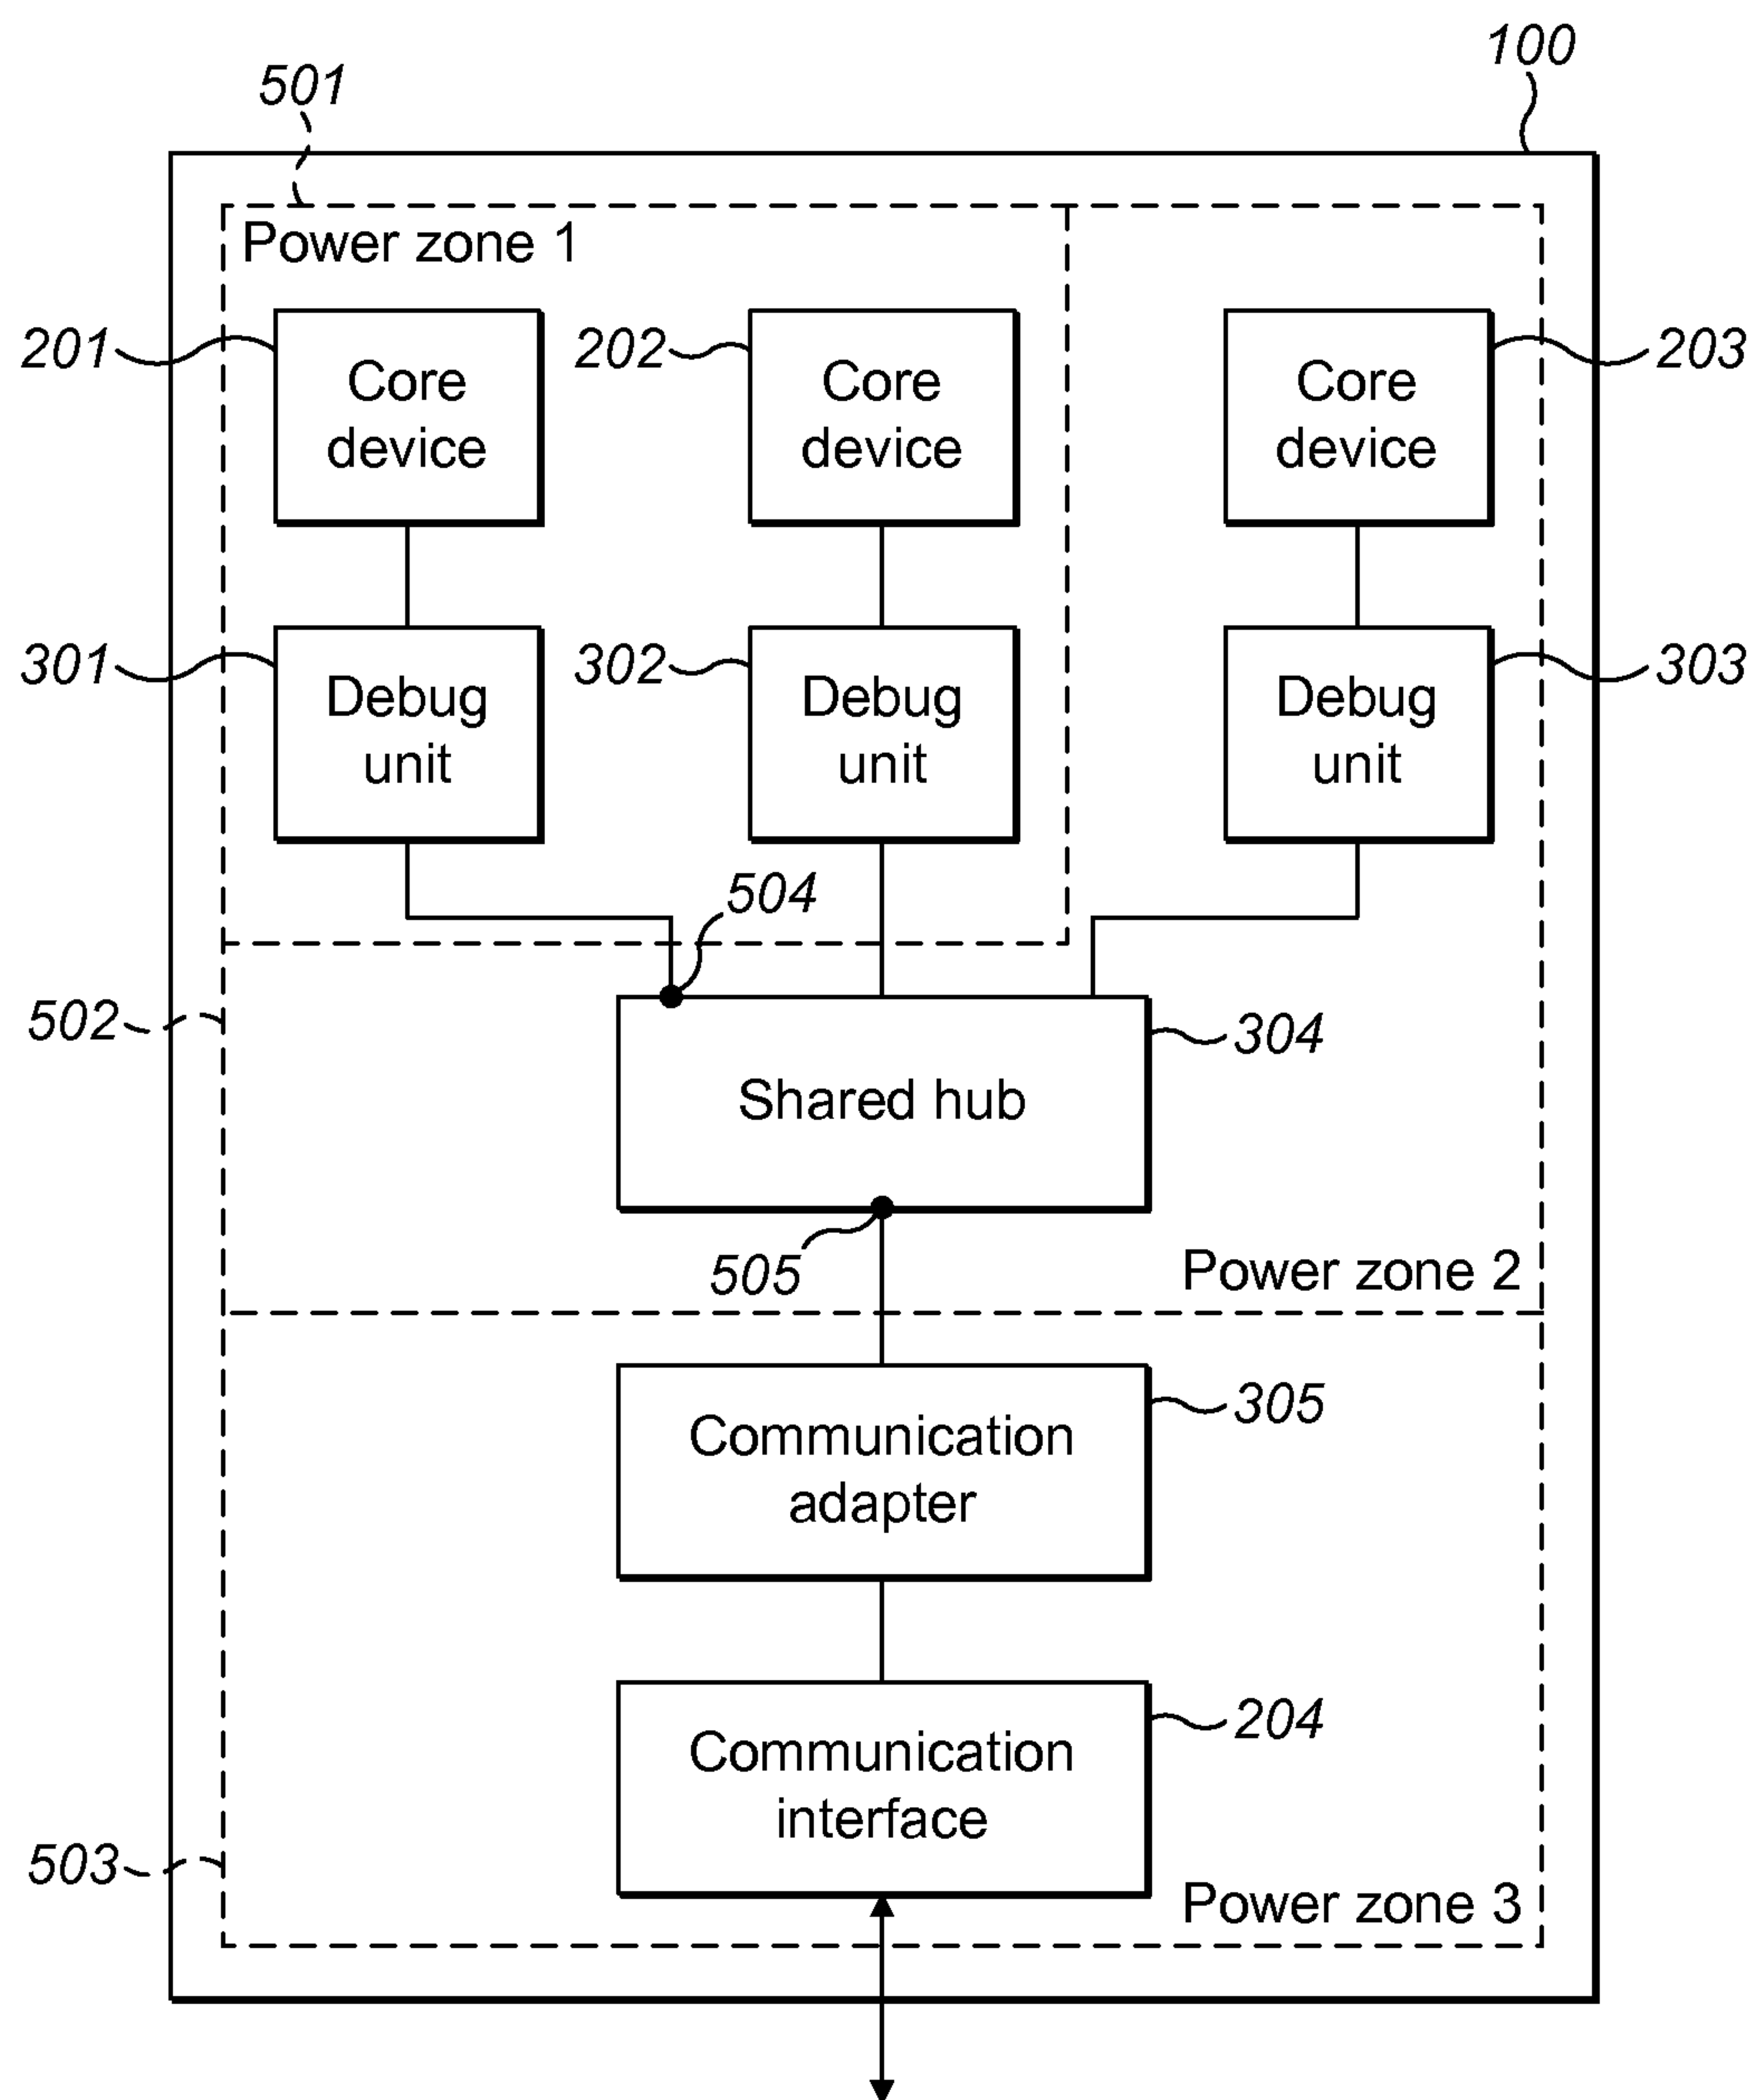 100
501
Power zone 1
201
Core
device
202
Core
device
203
Core
device
301
Debug
unit
302
Debug
unit
303
Debug
unit
504
502
304
Shared hub
505
Power zone 2
305
Communication
adapter
204
Communication
interface
503
Power zone 3